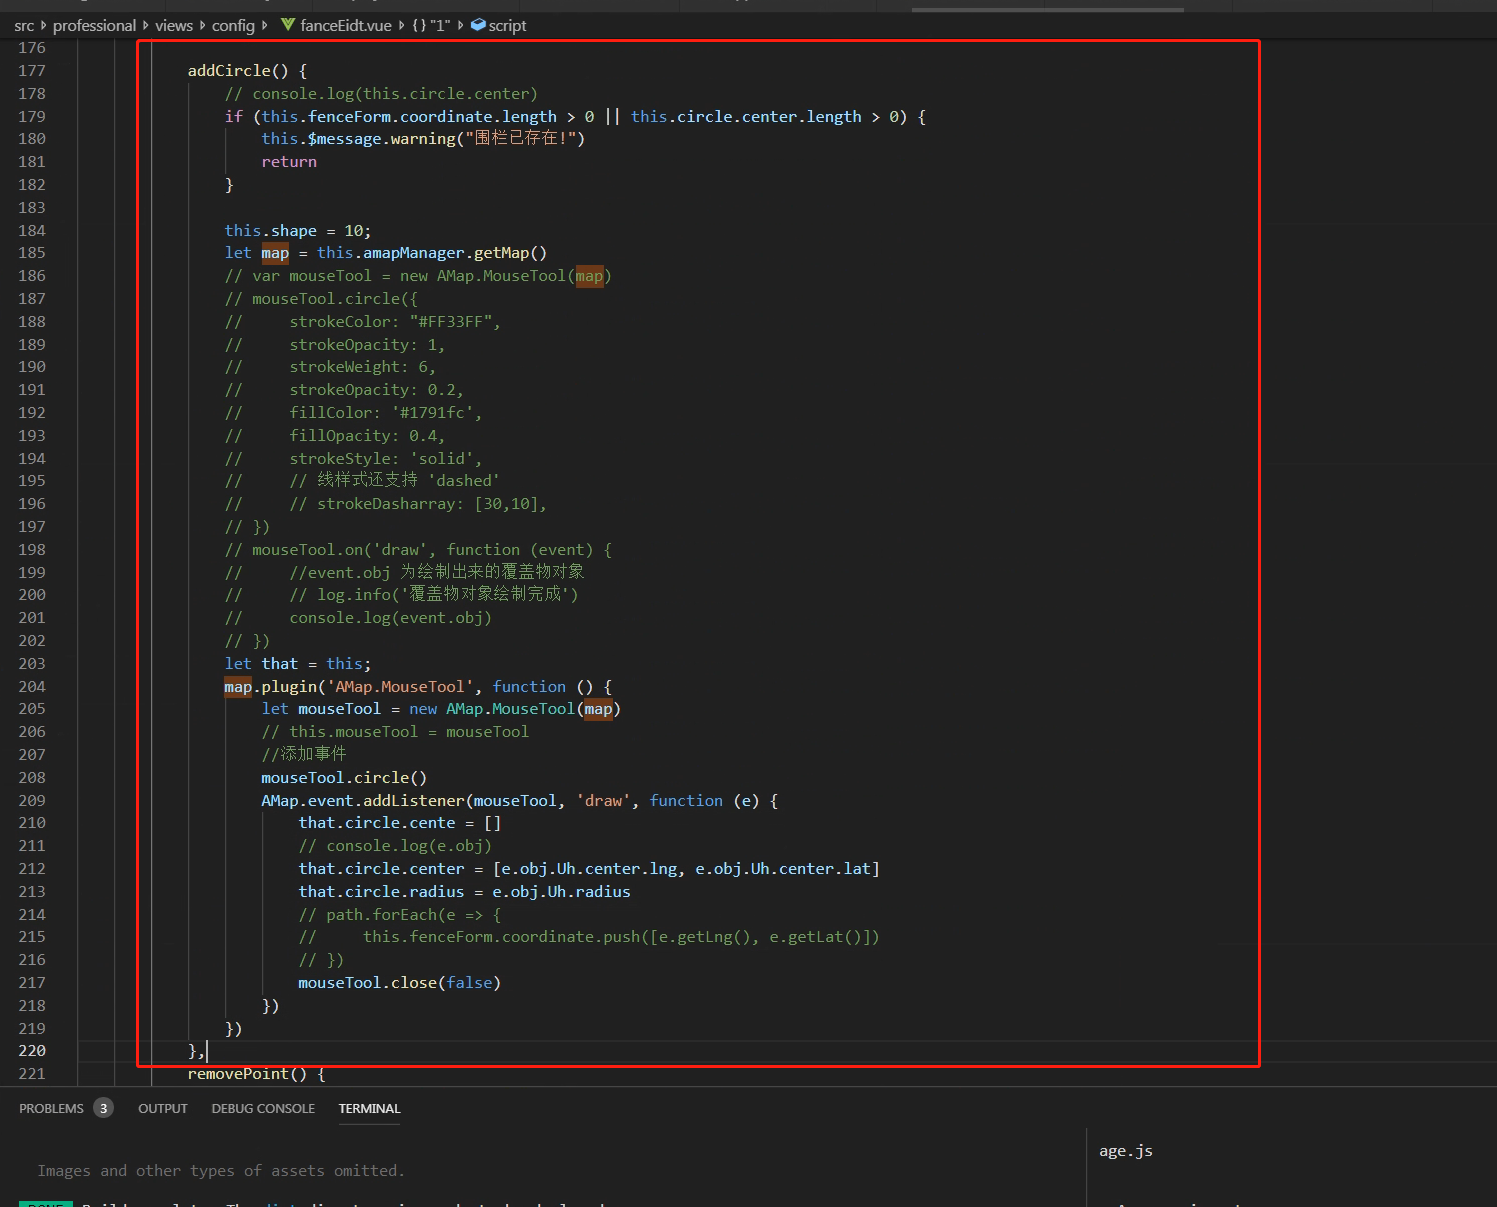 src › professional › views › config › fanceEidt.vue › {} "1" › script
176
177 addCircle() {
178 // console.log(this.circle.center)
179 if (this.fenceForm.coordinate.length > 0 || this.circle.center.length > 0) {
180 this.$message.warning("围栏已存在!")
181 return
182 }
183
184 this.shape = 10;
185 let map = this.amapManager.getMap()
186 // var mouseTool = new AMap.MouseTool(map)
187 // mouseTool.circle({
188 // strokeColor: "#FF33FF",
189 // strokeOpacity: 1,
190 // strokeWeight: 6,
191 // strokeOpacity: 0.2,
192 // fillColor: '#1791fc',
193 // fillOpacity: 0.4,
194 // strokeStyle: 'solid',
195 // // 线样式还支持 'dashed'
196 // // strokeDasharray: [30,10],
197 // })
198 // mouseTool.on('draw', function (event) {
199 // //event.obj 为绘制出来的覆盖物对象
200 // // log.info('覆盖物对象绘制完成')
201 // console.log(event.obj)
202 // })
203 let that = this;
204 map.plugin('AMap.MouseTool', function () {
205 let mouseTool = new AMap.MouseTool(map)
206 // this.mouseTool = mouseTool
207 //添加事件
208 mouseTool.circle()
209 AMap.event.addListener(mouseTool, 'draw', function (e) {
210 that.circle.cente = []
211 // console.log(e.obj)
212 that.circle.center = [e.obj.Uh.center.lng, e.obj.Uh.center.lat]
213 that.circle.radius = e.obj.Uh.radius
214 // path.forEach(e => {
215 // this.fenceForm.coordinate.push([e.getLng(), e.getLat()])
216 // })
217 mouseTool.close(false)
218 })
219 })
220 },
221 removePoint() {
PROBLEMS 3 OUTPUT DEBUG CONSOLE TERMINAL
age.js
Images and other types of assets omitted.